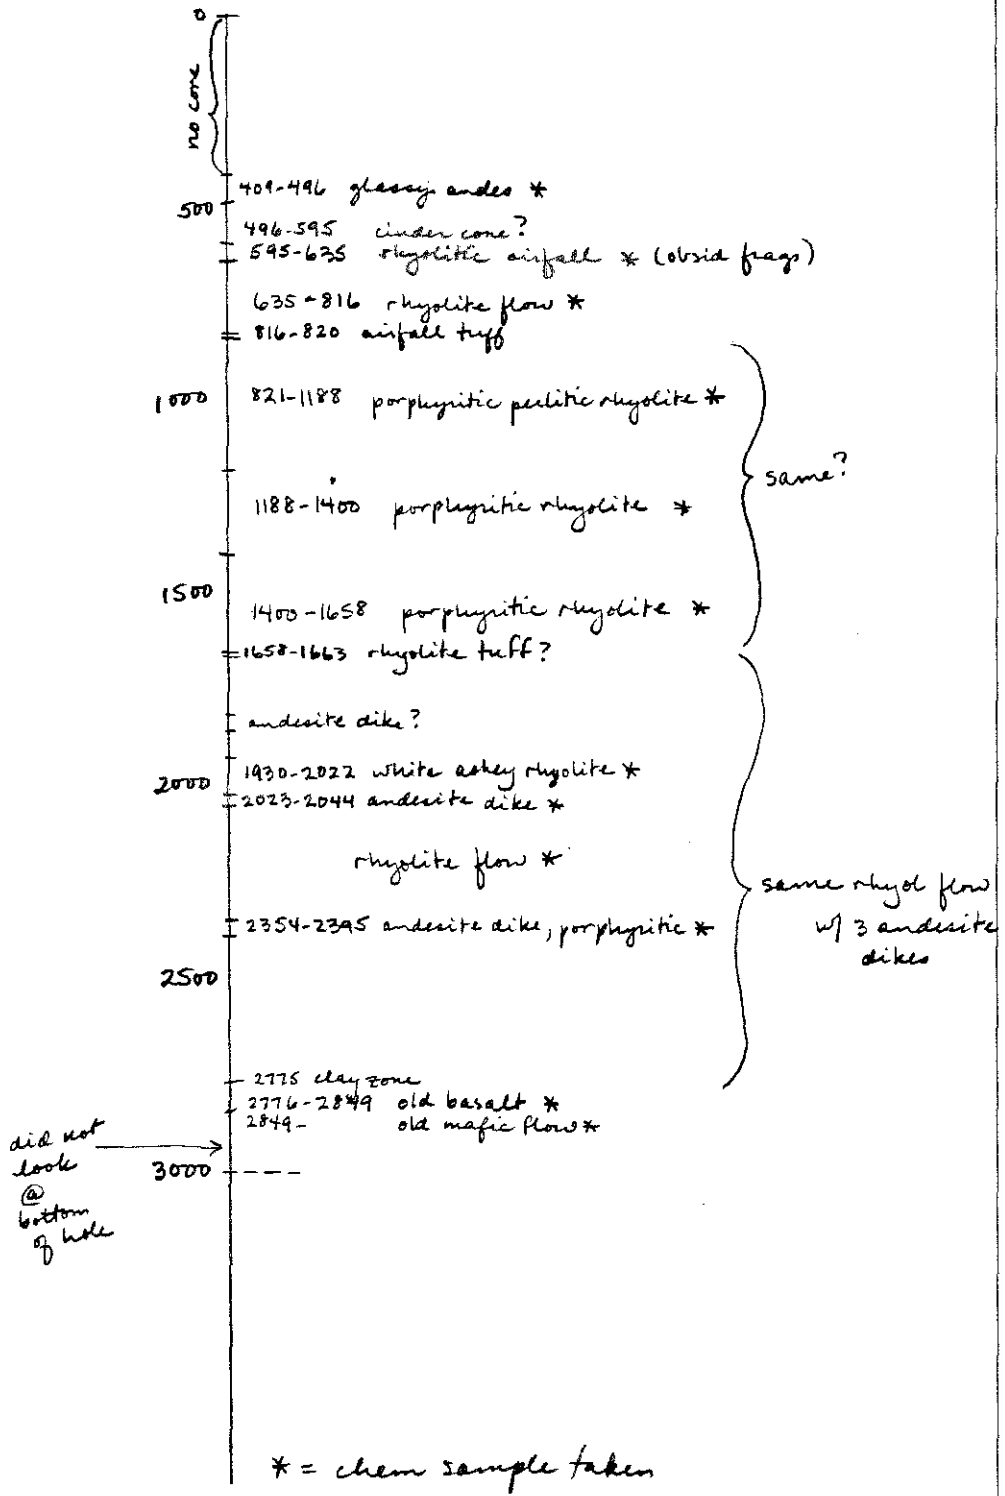 0
no core
409-496 glassy andes *
500
496-595 cinder cone?
595-635 rhyolitic airfall * (obsid frags)
635-816 rhyolite flow *
816-820 airfall tuff
1000
821-1188 porphyritic perlitic rhyolite *
same?
1188-1400 porphyritic rhyolite *
1500
1400-1658 porphyritic rhyolite *
1658-1663 rhyolite tuff?
andesite dike?
1930-2022 white ashey rhyolite *
2000
2023-2044 andesite dike *
rhyolite flow *
same rhyol flow
w/ 3 andesite
dikes
2354-2395 andesite dike, porphyritic *
2500
2775 clay zone
2776-2849 old basalt *
2849- old mafic flow *
did not
look
@
bottom
of hole
3000
* = chem sample taken